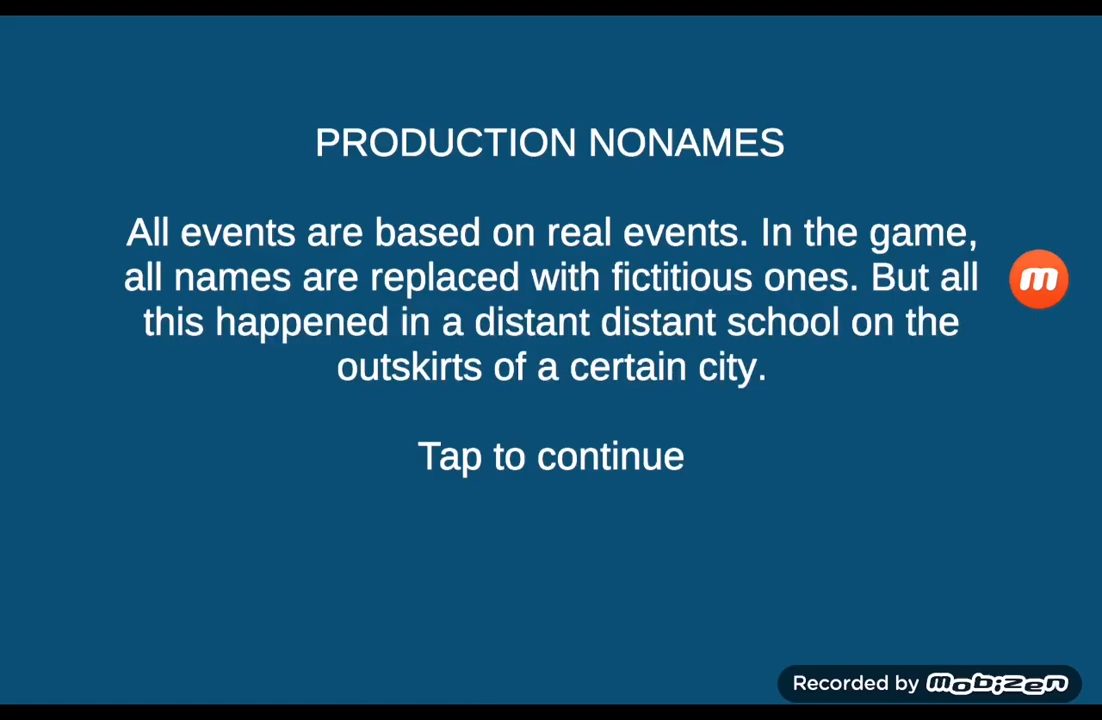 PRODUCTION NONAMES
All events are based on real events. In the game,
all names are replaced with fictitious ones. But all
this happened in a distant distant school on the
outskirts of a certain city.
Tap to continue
m
Recorded by mobizen